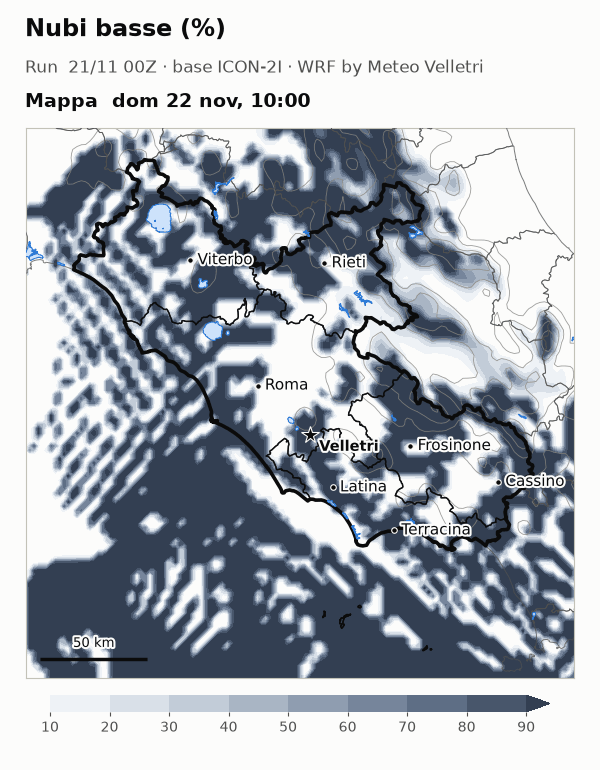 Nubi basse (%)
Run 21/11 00Z · base ICON-2I · WRF by Meteo Velletri
Mappa dom 22 nov, 10:00
Viterbo
Rieti
Roma
Velletri
Frosinone
Latina
Cassino
Terracina
50 km
10 20 30 40 50 60 70 80 90